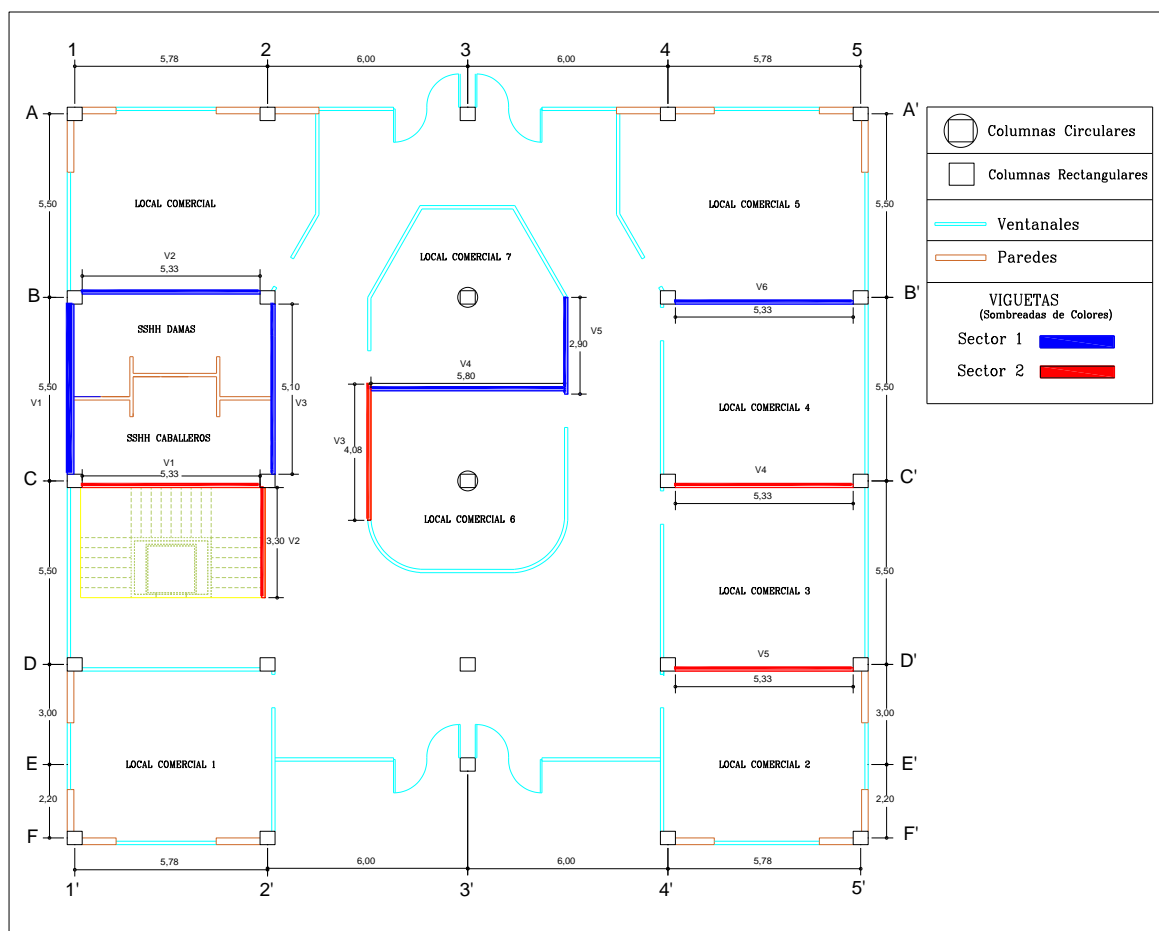 1 2 3 4 5
5,78 6,00 6,00 5,78
A A'
Columnas Circulares
Columnas Rectangulares
Ventanales
Paredes
VIGUETAS
(Sombreadas de Colores)
Sector 1
Sector 2
5,50 LOCAL COMERCIAL LOCAL COMERCIAL 5 5,50
LOCAL COMERCIAL 7
V2
5,33
B B'
V6
5,33
SSHH DAMAS
V5
2,90
V4
5,80
5,50
V1
5,10
V3
5,50
LOCAL COMERCIAL 4
SSHH CABALLEROS
V3
4,08
V1
5,33
C C'
V4
5,33
LOCAL COMERCIAL 6
3,30 V2
5,50 5,50
LOCAL COMERCIAL 3
D D'
V5
5,33
3,00 3,00
LOCAL COMERCIAL 1 LOCAL COMERCIAL 2
E E'
2,20 2,20
F F'
5,78 6,00 6,00 5,78
1' 2' 3' 4' 5'